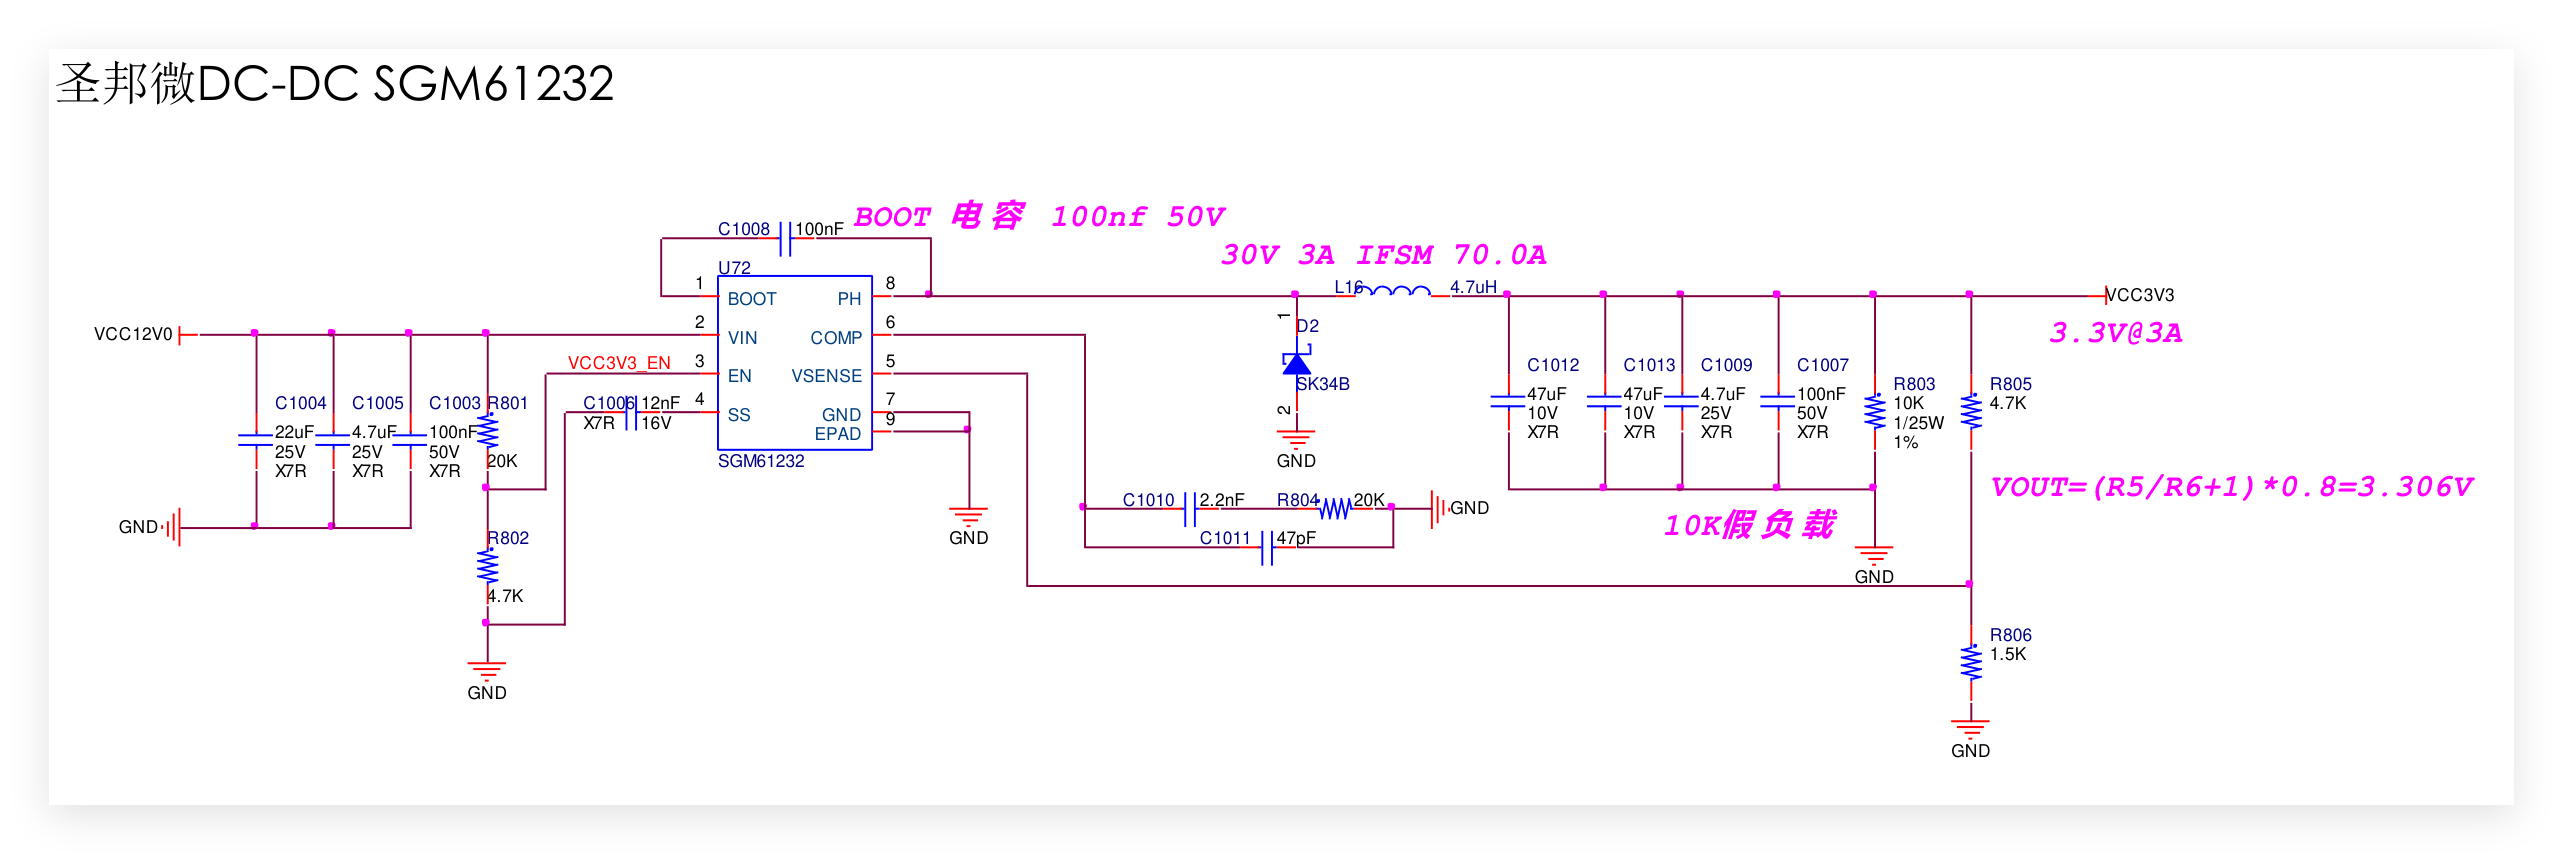 圣邦微DC-DC SGM61232
BOOT 电容 100nf 50V
C1008 100nF
30V 3A IFSM 70.0A
U72
1 BOOT PH 8
L16 4.7uH
VCC3V3
VCC12V0
2 VIN COMP 6
D2
1
3.3V@3A
VCC3V3_EN
3 EN VSENSE 5
SK34B
2
GND
4 SS GND 7
EPAD 9
SGM61232
C1006 12nF
X7R 16V
C1004
22uF
25V
X7R
C1005
4.7uF
25V
X7R
C1003
100nF
50V
X7R
R801
20K
GND
R802
4.7K
GND
GND
C1010 2.2nF R804 20K GND
C1011 47pF
C1012
47uF
10V
X7R
C1013
47uF
10V
X7R
C1009
4.7uF
25V
X7R
C1007
100nF
50V
X7R
R803
10K
1/25W
1%
R805
4.7K
VOUT=(R5/R6+1)*0.8=3.306V
10K假负载
GND
R806
1.5K
GND